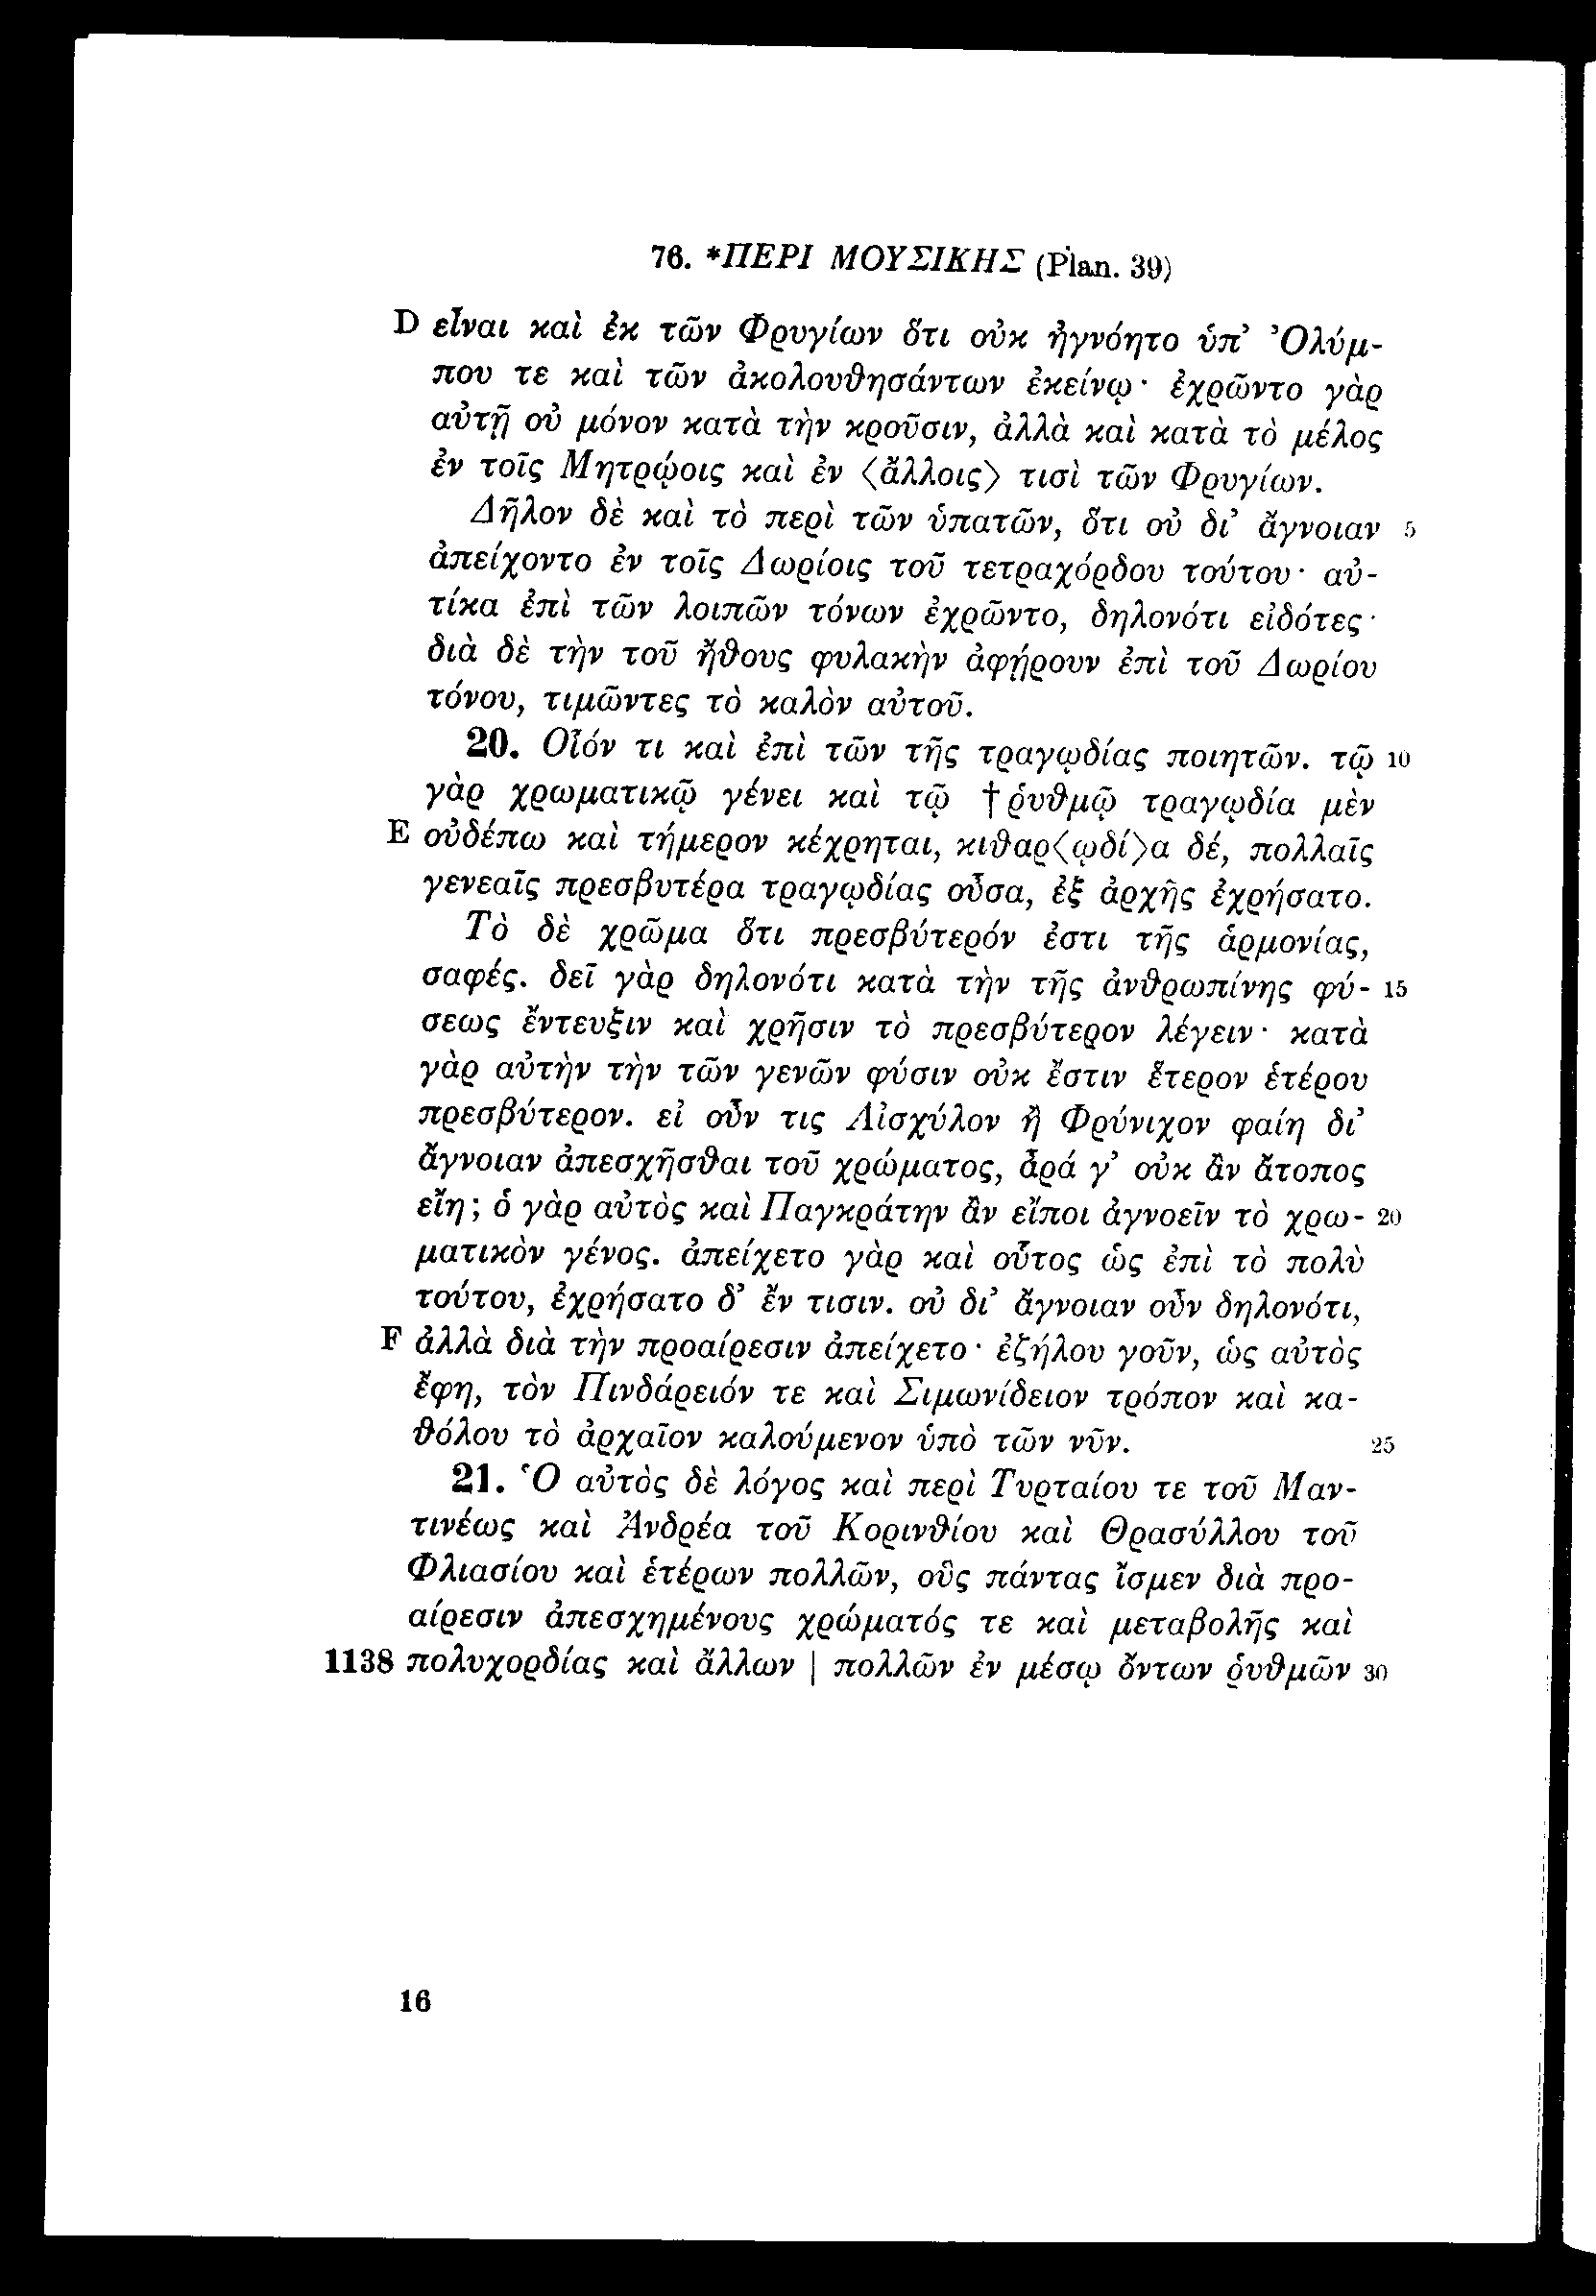 76. *ΠΕΡΙ ΜΟΥΣΙΚΗΣ (Plan. 39)
D εἶναι καὶ ἐκ τῶν Φρυγίων ὅτι οὐκ ἠγνόητο ὑπ’ Ὀλύμ-
που τε καὶ τῶν ἀκολουθησάντων ἐκείνῳ· ἐχρῶντο γὰρ
αὐτῇ οὐ μόνον κατὰ τὴν κροῦσιν, ἀλλὰ καὶ κατὰ τὸ μέλος
ἐν τοῖς Μητρῴοις καὶ ἐν 〈ἄλλοις〉 τισὶ τῶν Φρυγίων.
Δῆλον δὲ καὶ τὸ περὶ τῶν ὑπατῶν, ὅτι οὐ δι’ ἄγνοιαν 5
ἀπείχοντο ἐν τοῖς Δωρίοις τοῦ τετραχόρδου τούτου· αὐ-
τίκα ἐπὶ τῶν λοιπῶν τόνων ἐχρῶντο, δηλονότι εἰδότες·
διὰ δὲ τὴν τοῦ ἤθους φυλακὴν ἀφῄρουν ἐπὶ τοῦ Δωρίου
τόνου, τιμῶντες τὸ καλὸν αὐτοῦ.
20. Οἷόν τι καὶ ἐπὶ τῶν τῆς τραγῳδίας ποιητῶν. τῷ 10
γὰρ χρωματικῷ γένει καὶ τῷ †ῥυθμῷ τραγῳδία μὲν
E οὐδέπω καὶ τήμερον κέχρηται, κιθαρ〈ῳδί〉α δέ, πολλαῖς
γενεαῖς πρεσβυτέρα τραγῳδίας οὖσα, ἐξ ἀρχῆς ἐχρήσατο.
Τὸ δὲ χρῶμα ὅτι πρεσβύτερόν ἐστι τῆς ἁρμονίας,
σαφές. δεῖ γὰρ δηλονότι κατὰ τὴν τῆς ἀνθρωπίνης φύ- 15
σεως ἔντευξιν καὶ χρῆσιν τὸ πρεσβύτερον λέγειν· κατὰ
γὰρ αὐτὴν τὴν τῶν γενῶν φύσιν οὐκ ἔστιν ἕτερον ἑτέρου
πρεσβύτερον. εἰ οὖν τις Αἰσχύλον ἢ Φρύνιχον φαίη δι’
ἄγνοιαν ἀπεσχῆσθαι τοῦ χρώματος, ἆρά γ’ οὐκ ἂν ἄτοπος
εἴη; ὁ γὰρ αὐτὸς καὶ Παγκράτην ἂν εἴποι ἀγνοεῖν τὸ χρω- 20
ματικὸν γένος. ἀπείχετο γὰρ καὶ οὗτος ὡς ἐπὶ τὸ πολὺ
τούτου, ἐχρήσατο δ’ ἔν τισιν. οὐ δι’ ἄγνοιαν οὖν δηλονότι,
F ἀλλὰ διὰ τὴν προαίρεσιν ἀπείχετο· ἐζήλου γοῦν, ὡς αὐτὸς
ἔφη, τὸν Πινδάρειόν τε καὶ Σιμωνίδειον τρόπον καὶ κα-
θόλου τὸ ἀρχαῖον καλούμενον ὑπὸ τῶν νῦν. 25
21. Ὁ αὐτὸς δὲ λόγος καὶ περὶ Τυρταίου τε τοῦ Μαν-
τινέως καὶ Ἀνδρέα τοῦ Κορινθίου καὶ Θρασύλλου τοῦ
Φλιασίου καὶ ἑτέρων πολλῶν, οὓς πάντας ἴσμεν διὰ προ-
αίρεσιν ἀπεσχημένους χρώματός τε καὶ μεταβολῆς καὶ
1138 πολυχορδίας καὶ ἄλλων | πολλῶν ἐν μέσῳ ὄντων ῥυθμῶν 30
16